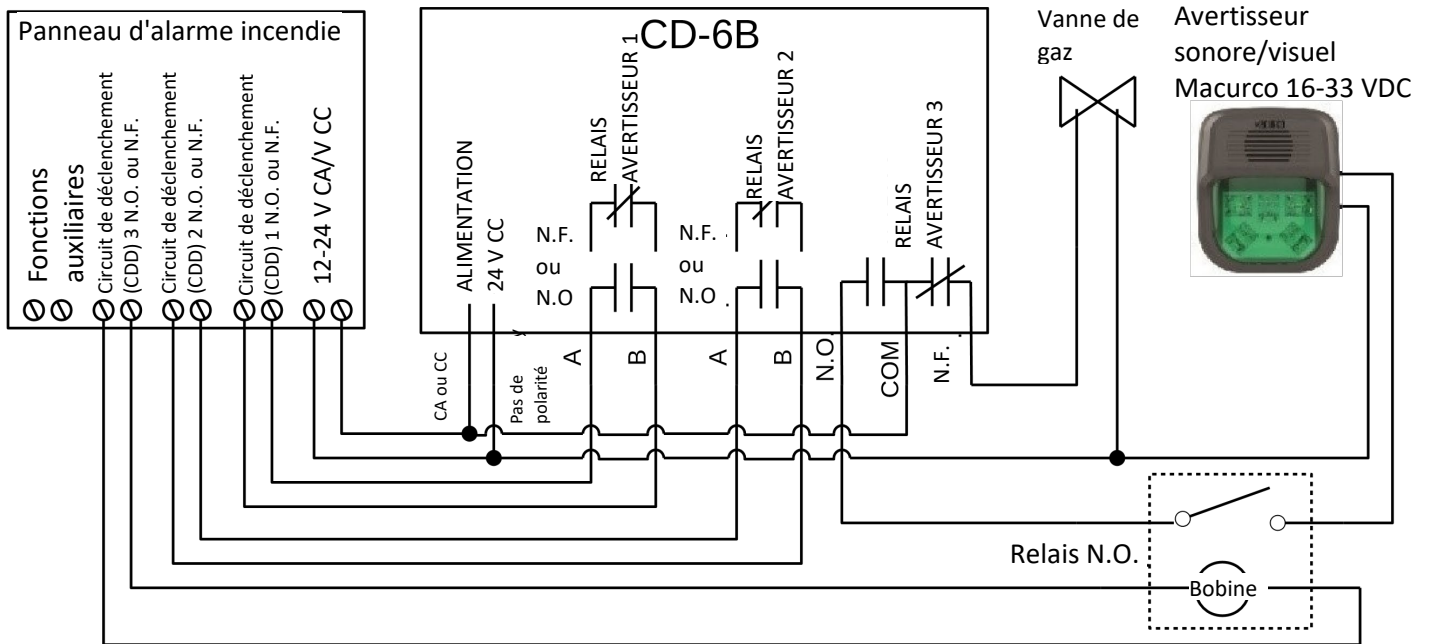 Panneau d'alarme incendie
Fonctions
auxiliaires
Circuit de déclenchement
(CDD) 3 N.O. ou N.F.
Circuit de déclenchement
(CDD) 2 N.O. ou N.F.
Circuit de déclenchement
(CDD) 1 N.O. ou N.F.
12-24 V CA/V CC
CD-6B
ALIMENTATION
24 V CC
y
RELAIS
AVERTISSEUR 1
N.F.
ou
N.O
RELAIS
AVERTISSEUR 2
N.F.
ou
N.O.
RELAIS
AVERTISSEUR 3
CA ou CC
Pas de
polarité
A
B
A
B
N.O.
COM
N.F.
Vanne de
gaz
Avertisseur
sonore/visuel
Macurco 16-33 VDC
Relais N.O.
Bobine